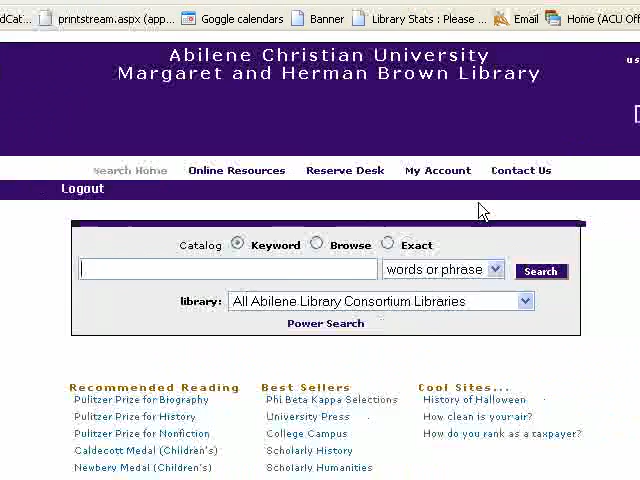 dCat... printstream.aspx (app... Goggle calendars Banner Library Stats : Please ... Email Home (ACU Off
Abilene Christian University
Margaret and Herman Brown Library
us
Search Home Online Resources Reserve Desk My Account Contact Us
Logout
Catalog Keyword Browse Exact
words or phrase Search
library: All Abilene Library Consortium Libraries
Power Search
Recommended Reading Best Sellers Cool Sites...
Pulitzer Prize for Biography Phi Beta Kappa Selections History of Halloween
Pulitzer Prize for History University Press How clean is your air?
Pulitzer Prize for Nonfiction College Campus How do you rank as a taxpayer?
Caldecott Medal (Children's) Scholarly History
Newbery Medal (Children's) Scholarly Humanities